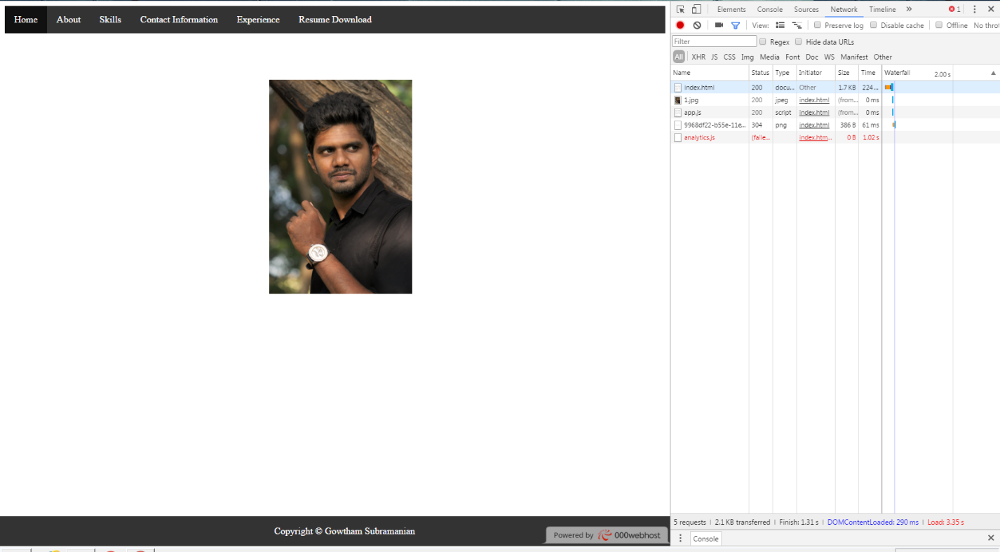 Home About Skills Contact Information Experience Resume Download
Elements Console Sources Network Timeline 1
View: Preserve log Disable cache Offline No throt
Filter Regex Hide data URLs
All XHR JS CSS Img Media Font Doc WS Manifest Other
Name Status Type Initiator Size Time Waterfall 2.00 s
index.html 200 docu... Other 1.7 KB 224...
1.jpg 200 jpeg index.html (from... 0 ms
app.js 200 script index.html (from... 0 ms
9968df22-b55e-11e... 304 png index.html 386 B 61 ms
analytics.js (faile... index.htm... 0 B 1.02 s
5 requests | 2.1 KB transferred | Finish: 1.31 s | DOMContentLoaded: 290 ms | Load: 3.35 s
Copyright © Gowtham Subramanian
Powered by 000webhost
Console